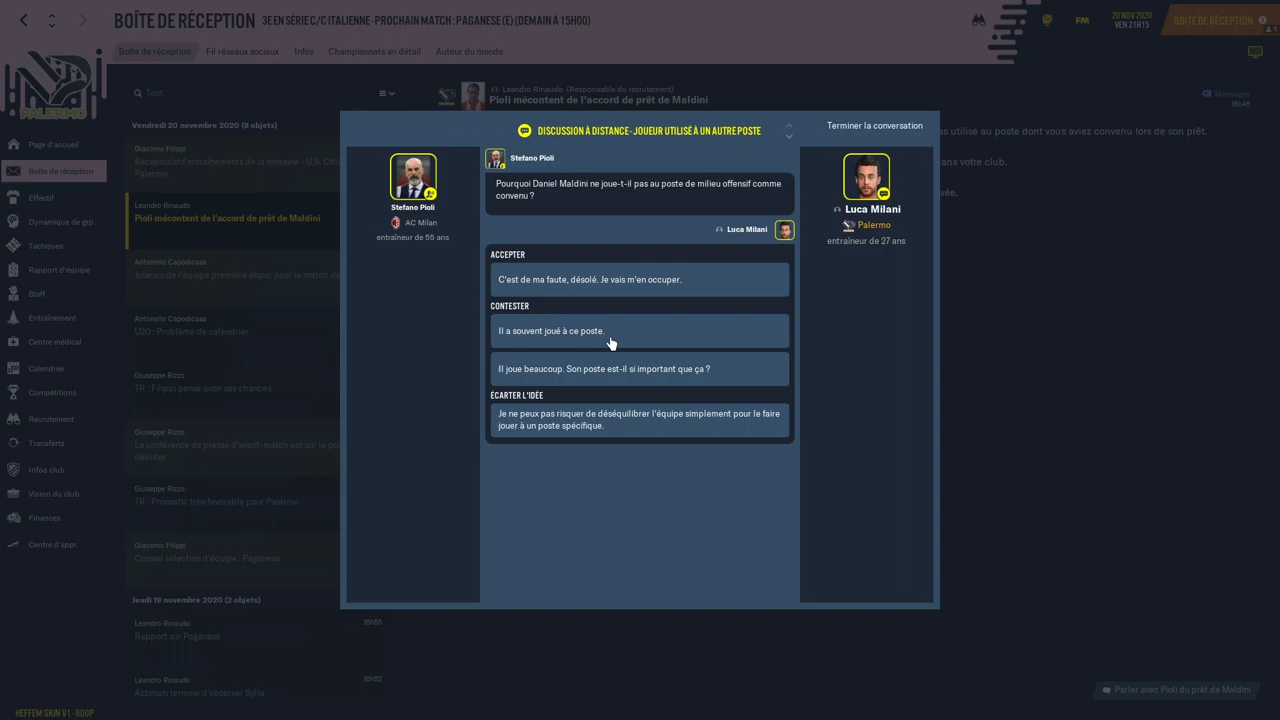 BOÎTE DE RÉCEPTION
3E EN SÉRIE C/C ITALIENNE - PROCHAIN MATCH : PAGANESE (E) (DEMAIN À 15H00)
FM
20 NOV 2020
VEN 21H15
BOÎTE DE RÉCEPTION
1
Boîte de réception
Fil réseaux sociaux
Infos
Championnats en détail
Autour du monde
PALERMO
Page d'accueil
Boîte de réception
Effectif
Dynamique de grp.
Tactiques
Rapport d'équipe
Staff
Entraînement
Centre médical
Calendrier
Compétitions
Recrutement
Transferts
Infos club
Vision du club
Finances
Centre d'appr.
HEFFEM SKIN V1 - 900P
Tout
Vendredi 20 novembre 2020 (8 objets)
Giacomo Filippi
Récapitulatif entraînements de la semaine - U.S. Citt
Palermo
Leandro Rinaudo
Pioli mécontent de l'accord de prêt de Maldini
Antonello Capodicasa
Joueurs de l'équipe première dispo. pour le match de
Antonello Capodicasa
U20 : Problème de calendrier
Giuseppe Rizzo
TR : Filippi pense avoir ses chances
Giuseppe Rizzo
La conférence de presse d'avant-match est sur le po
débuter
Giuseppe Rizzo
TR : Pronostic très favorable pour Palermo
Giacomo Filippi
Conseil sélection d'équipe : Paganese
Jeudi 19 novembre 2020 (2 objets)
Leandro Rinaudo
16h55
Rapport sur Paganese
Leandro Rinaudo
16h52
Azzimati termine d'observer Sylla
Leandro Rinaudo (Responsable du recrutement)
Pioli mécontent de l'accord de prêt de Maldini
Messages
15h45
as utilisé au poste dont vous aviez convenu lors de son prêt.
ans votre club.
vée.
Parler avec Pioli du prêt de Maldini
DISCUSSION À DISTANCE - JOUEUR UTILISÉ À UN AUTRE POSTE
Terminer la conversation
Stefano Pioli
AC Milan
entraîneur de 55 ans
Stefano Pioli
Pourquoi Daniel Maldini ne joue-t-il pas au poste de milieu offensif comme
convenu ?
Luca Milani
ACCEPTER
C'est de ma faute, désolé. Je vais m'en occuper.
CONTESTER
Il a souvent joué à ce poste.
Il joue beaucoup. Son poste est-il si important que ça ?
ÉCARTER L'IDÉE
Je ne peux pas risquer de déséquilibrer l'équipe simplement pour le faire
jouer à un poste spécifique.
Luca Milani
Palermo
entraîneur de 27 ans